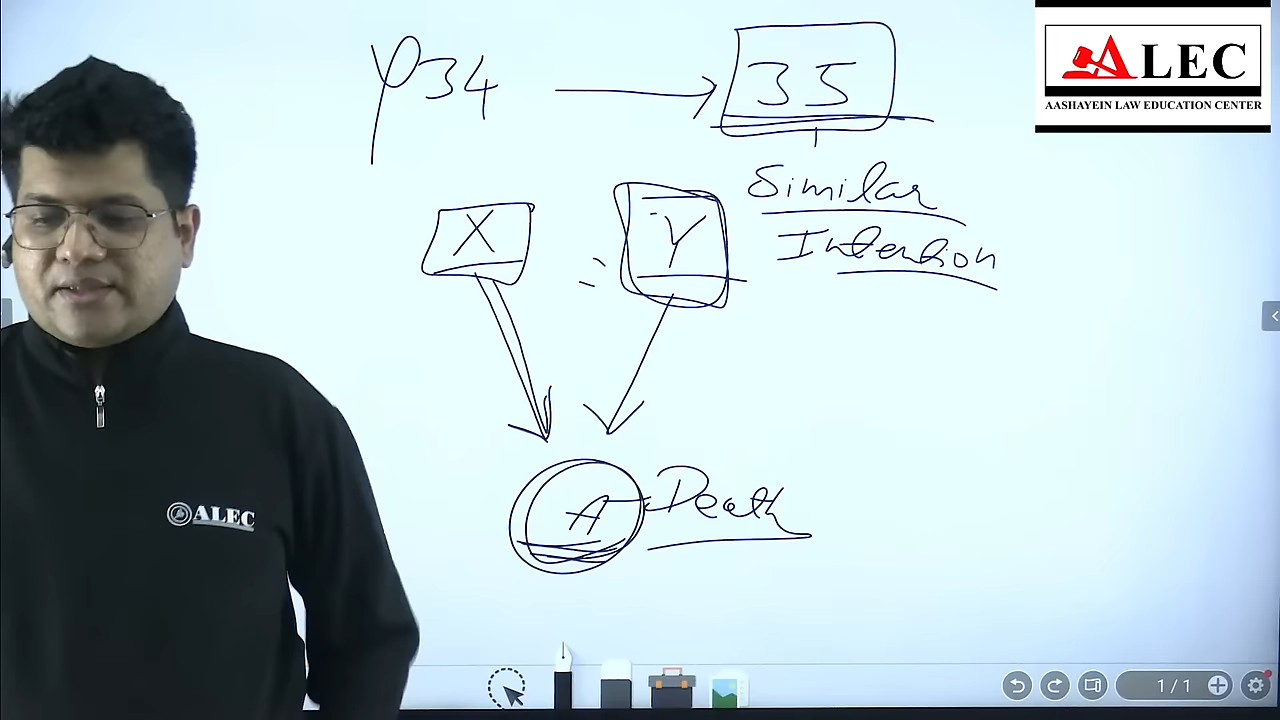 ALEC
AASHAYEIN LAW EDUCATION CENTER
34 → 35
Similar
Intention
X = Y
A - Death
ALEC
1/1